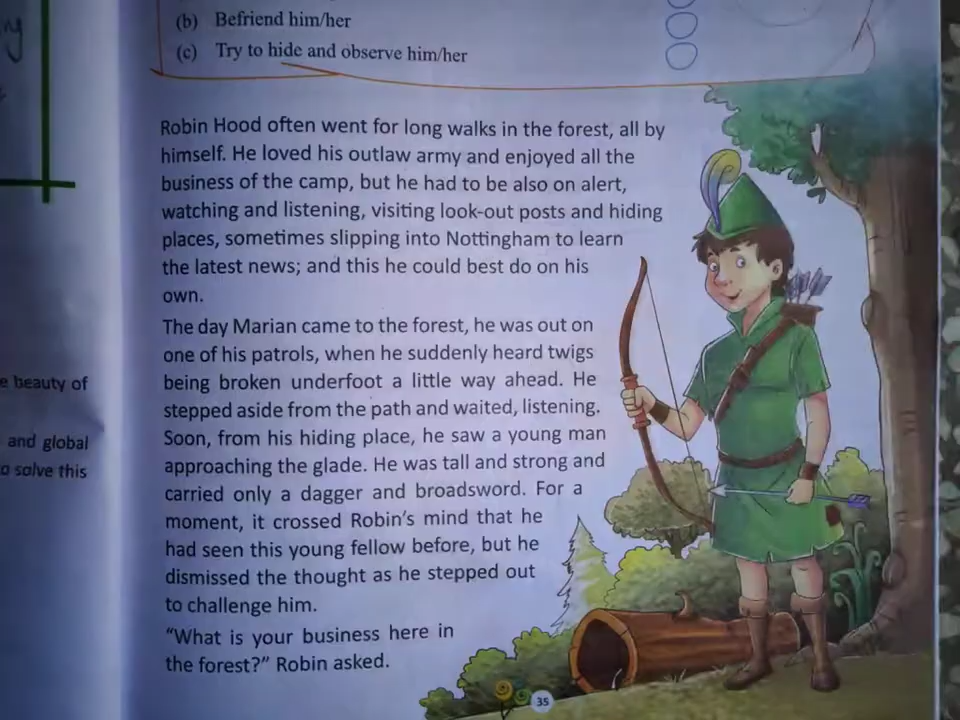 (b) Befriend him/her
(c) Try to hide and observe him/her
Robin Hood often went for long walks in the forest, all by
himself. He loved his outlaw army and enjoyed all the
business of the camp, but he had to be also on alert,
watching and listening, visiting look-out posts and hiding
places, sometimes slipping into Nottingham to learn
the latest news; and this he could best do on his
own.
The day Marian came to the forest, he was out on
one of his patrols, when he suddenly heard twigs
being broken underfoot a little way ahead. He
stepped aside from the path and waited, listening.
Soon, from his hiding place, he saw a young man
approaching the glade. He was tall and strong and
carried only a dagger and broadsword. For a
moment, it crossed Robin's mind that he
had seen this young fellow before, but he
dismissed the thought as he stepped out
to challenge him.
"What is your business here in
the forest?" Robin asked.
35
beauty of
and global
solve this